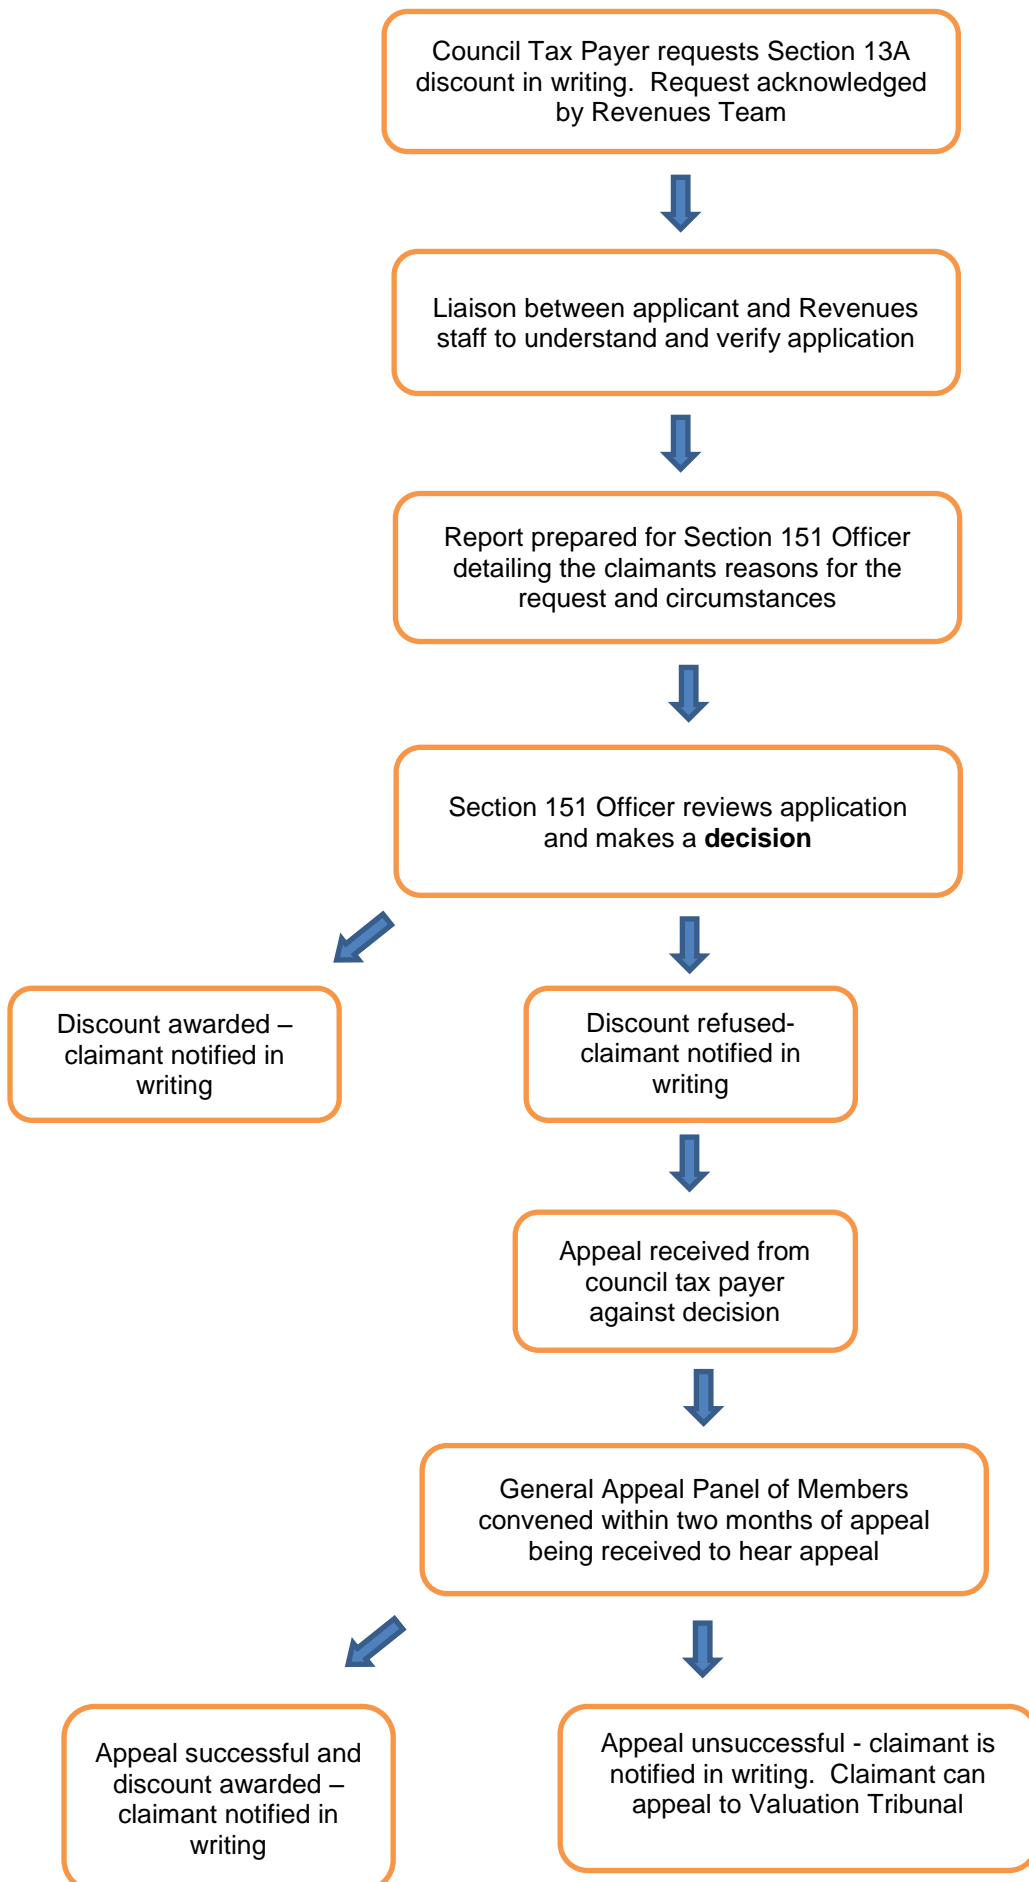 Council Tax Payer requests Section 13A
discount in writing.  Request acknowledged
by Revenues Team
Liaison between applicant and Revenues
staff to understand and verify application
Report prepared for Section 151 Officer
detailing the claimants reasons for the
request and circumstances
Section 151 Officer reviews application
and makes a decision
Discount awarded –
claimant notified in
writing
Discount refused-
claimant notified in
writing
Appeal received from
council tax payer
against decision
General Appeal Panel of Members
convened within two months of appeal
being received to hear appeal
Appeal successful and
discount awarded –
claimant notified in
writing
Appeal unsuccessful - claimant is
notified in writing.  Claimant can
appeal to Valuation Tribunal